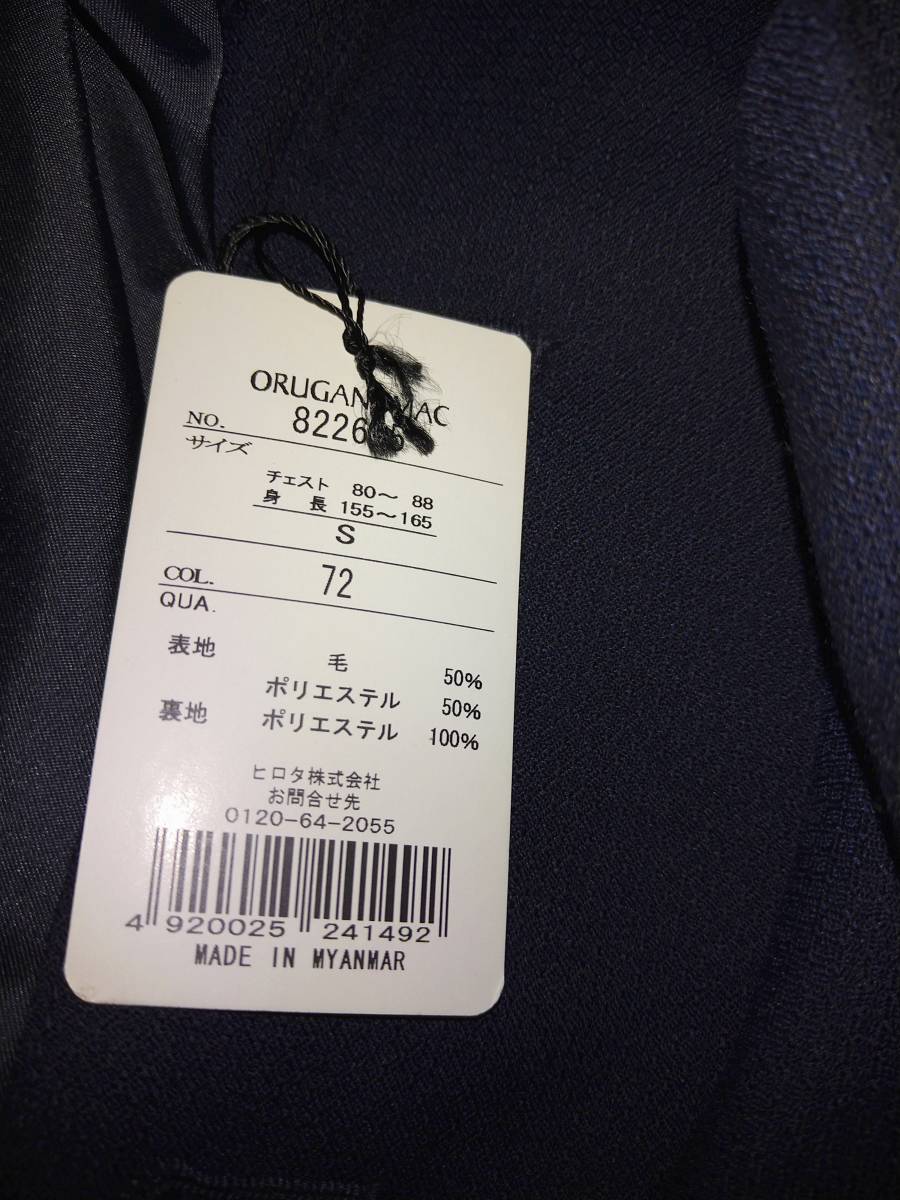 NO.
サイズ
チェスト 80～ 88
身 長 155～165
S
COL. 72
QUA.
表地 毛 50%
ポリエステル 50%
裏地 ポリエステル 100%
ヒロタ株式会社
お問合せ先
0120-64-2055
4 920025 241492
MADE IN MYANMAR